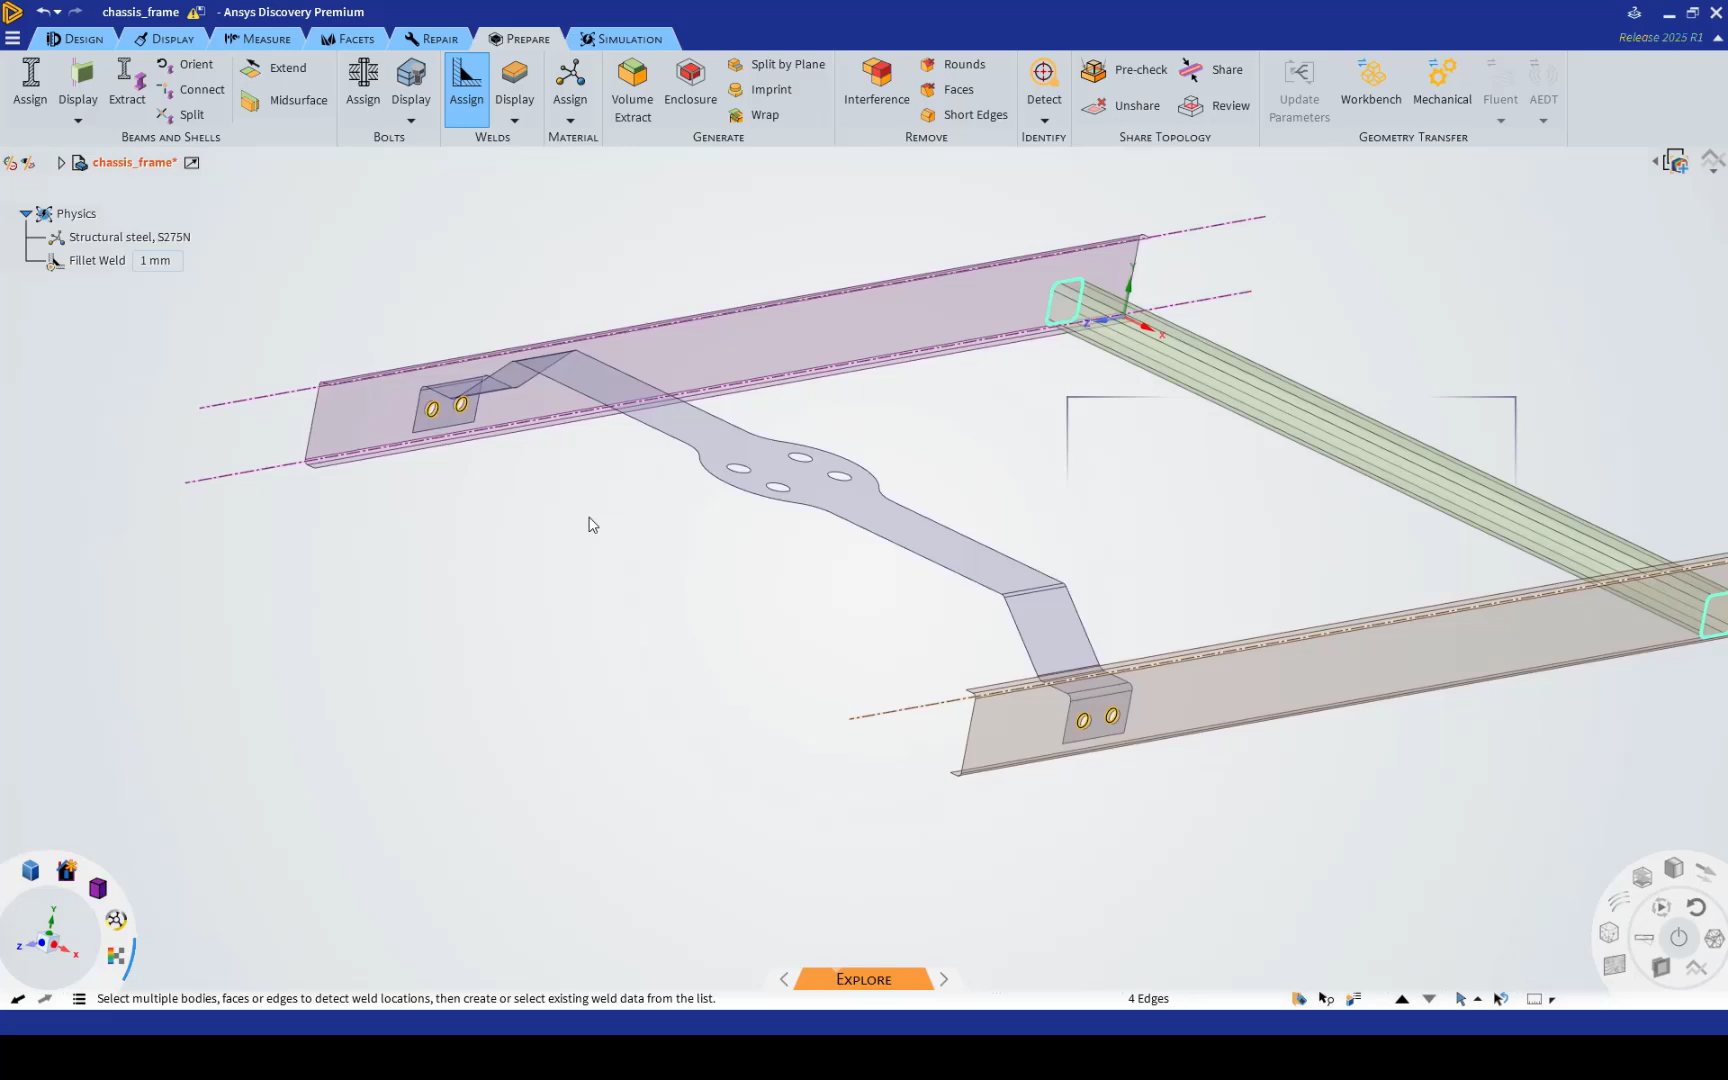 chassis_frame - Ansys Discovery Premium
DESIGN DISPLAY MEASURE FACETS REPAIR PREPARE SIMULATION
Release 2025 R1
Assign Display Extract Orient Connect Split Extend Midsurface
Assign Display
Assign Display
Assign
Volume Extract Enclosure Split by Plane Imprint Wrap
Interference Rounds Faces Short Edges
Detect
Pre-check Share Unshare Review
Update Parameters Workbench Mechanical Fluent AEDT
BEAMS AND SHELLS BOLTS WELDS MATERIAL GENERATE REMOVE IDENTIFY SHARE TOPOLOGY GEOMETRY TRANSFER
chassis_frame*
Physics
Structural steel, S275N
Fillet Weld 1 mm
Y
Z
X
Y
Z
X
EXPLORE
Select multiple bodies, faces or edges to detect weld locations, then create or select existing weld data from the list. 4 Edges